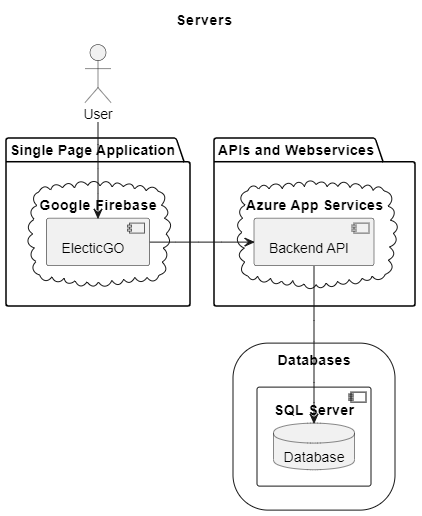 Servers
User
Single Page Application
APIs and Webservices
Google Firebase
Azure App Services
ElecticGO
Backend API
Databases
SQL Server
Database